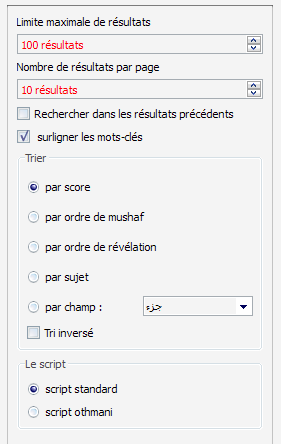 Limite maximale de résultats
100 résultats
Nombre de résultats par page
10 résultats
Rechercher dans les résultats précédents
surligner les mots-clés
Trier
par score
par ordre de mushaf
par ordre de révélation
par sujet
par champ : جزء
Tri inversé
Le script
script standard
script othmani